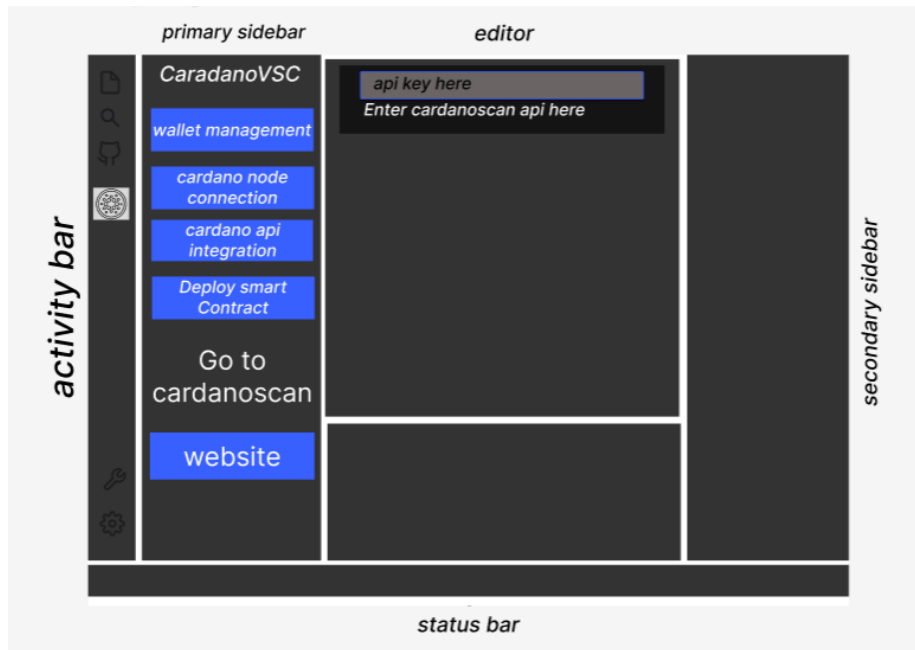 primary sidebar
editor
CaradanoVSC
wallet management
cardano node
connection
cardano api
integration
Deploy smart
Contract
Go to
cardanoscan
website
api key here
Enter cardanoscan api here
activity bar
secondary sidebar
status bar